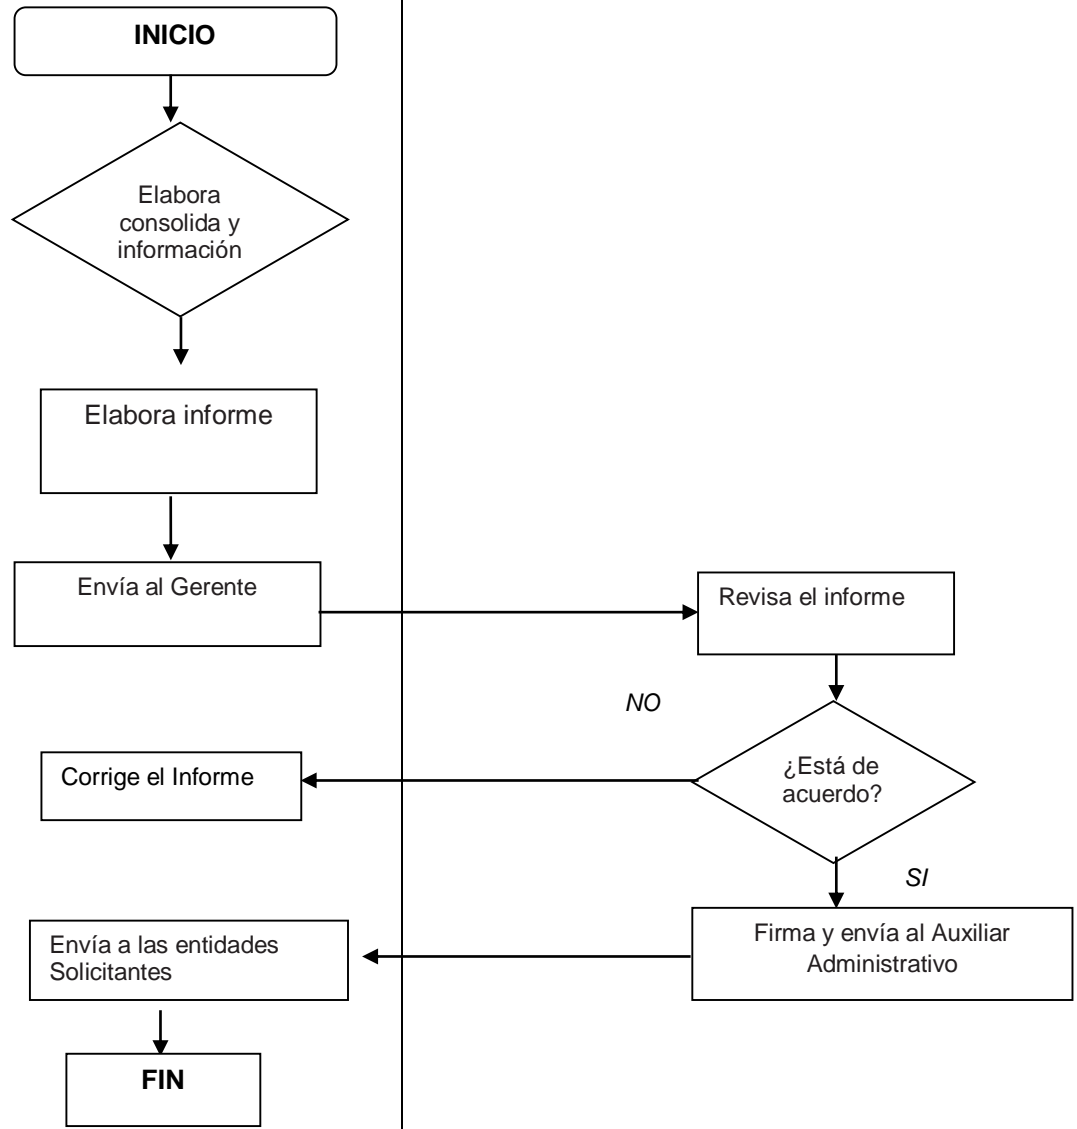 INICIO
Elabora
consolida y
información
Elabora informe
Envía al Gerente
Revisa el informe
NO
¿Está de
acuerdo?
Corrige el Informe
SI
Firma y envía al Auxiliar
Administrativo
Envía a las entidades
Solicitantes
FIN